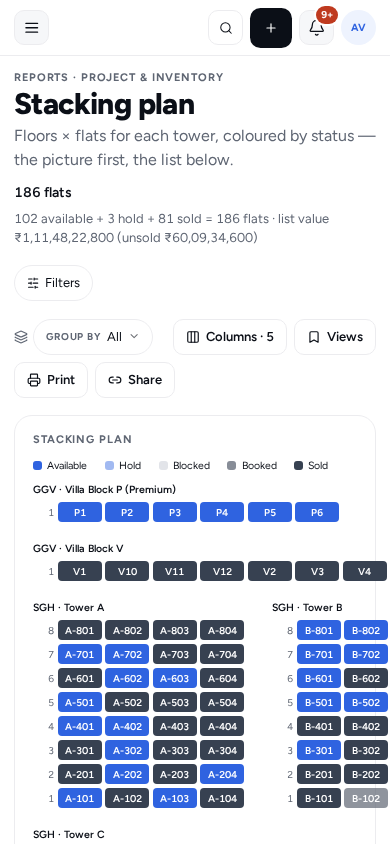 9+
AV
REPORTS · PROJECT & INVENTORY
Stacking plan
Floors × flats for each tower, coloured by status —
the picture first, the list below.
186 flats
102 available + 3 hold + 81 sold = 186 flats · list value
₹1,11,48,22,800 (unsold ₹60,09,34,600)
Filters
GROUP BY All
Columns · 5
Views
Print
Share
STACKING PLAN
Available Hold Blocked Booked Sold
GGV · Villa Block P (Premium)
1 P1 P2 P3 P4 P5 P6
GGV · Villa Block V
1 V1 V10 V11 V12 V2 V3 V4
SGH · Tower A SGH · Tower B
8 A-801 A-802 A-803 A-804 8 B-801 B-802
7 A-701 A-702 A-703 A-704 7 B-701 B-702
6 A-601 A-602 A-603 A-604 6 B-601 B-602
5 A-501 A-502 A-503 A-504 5 B-501 B-502
4 A-401 A-402 A-403 A-404 4 B-401 B-402
3 A-301 A-302 A-303 A-304 3 B-301 B-302
2 A-201 A-202 A-203 A-204 2 B-201 B-202
1 A-101 A-102 A-103 A-104 1 B-101 B-102
SGH · Tower C